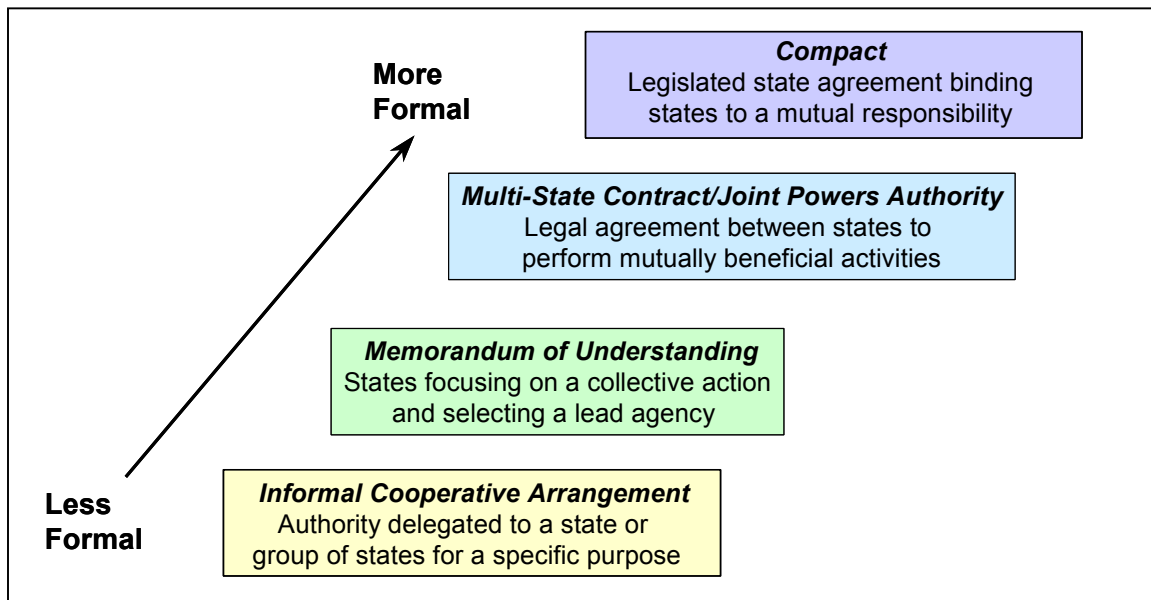 More
Formal
Compact
Legislated state agreement binding
states to a mutual responsibility
Multi-State Contract/Joint Powers Authority
Legal agreement between states to
perform mutually beneficial activities
Memorandum of Understanding
States focusing on a collective action
and selecting a lead agency
Less
Formal
Informal Cooperative Arrangement
Authority delegated to a state or
group of states for a specific purpose